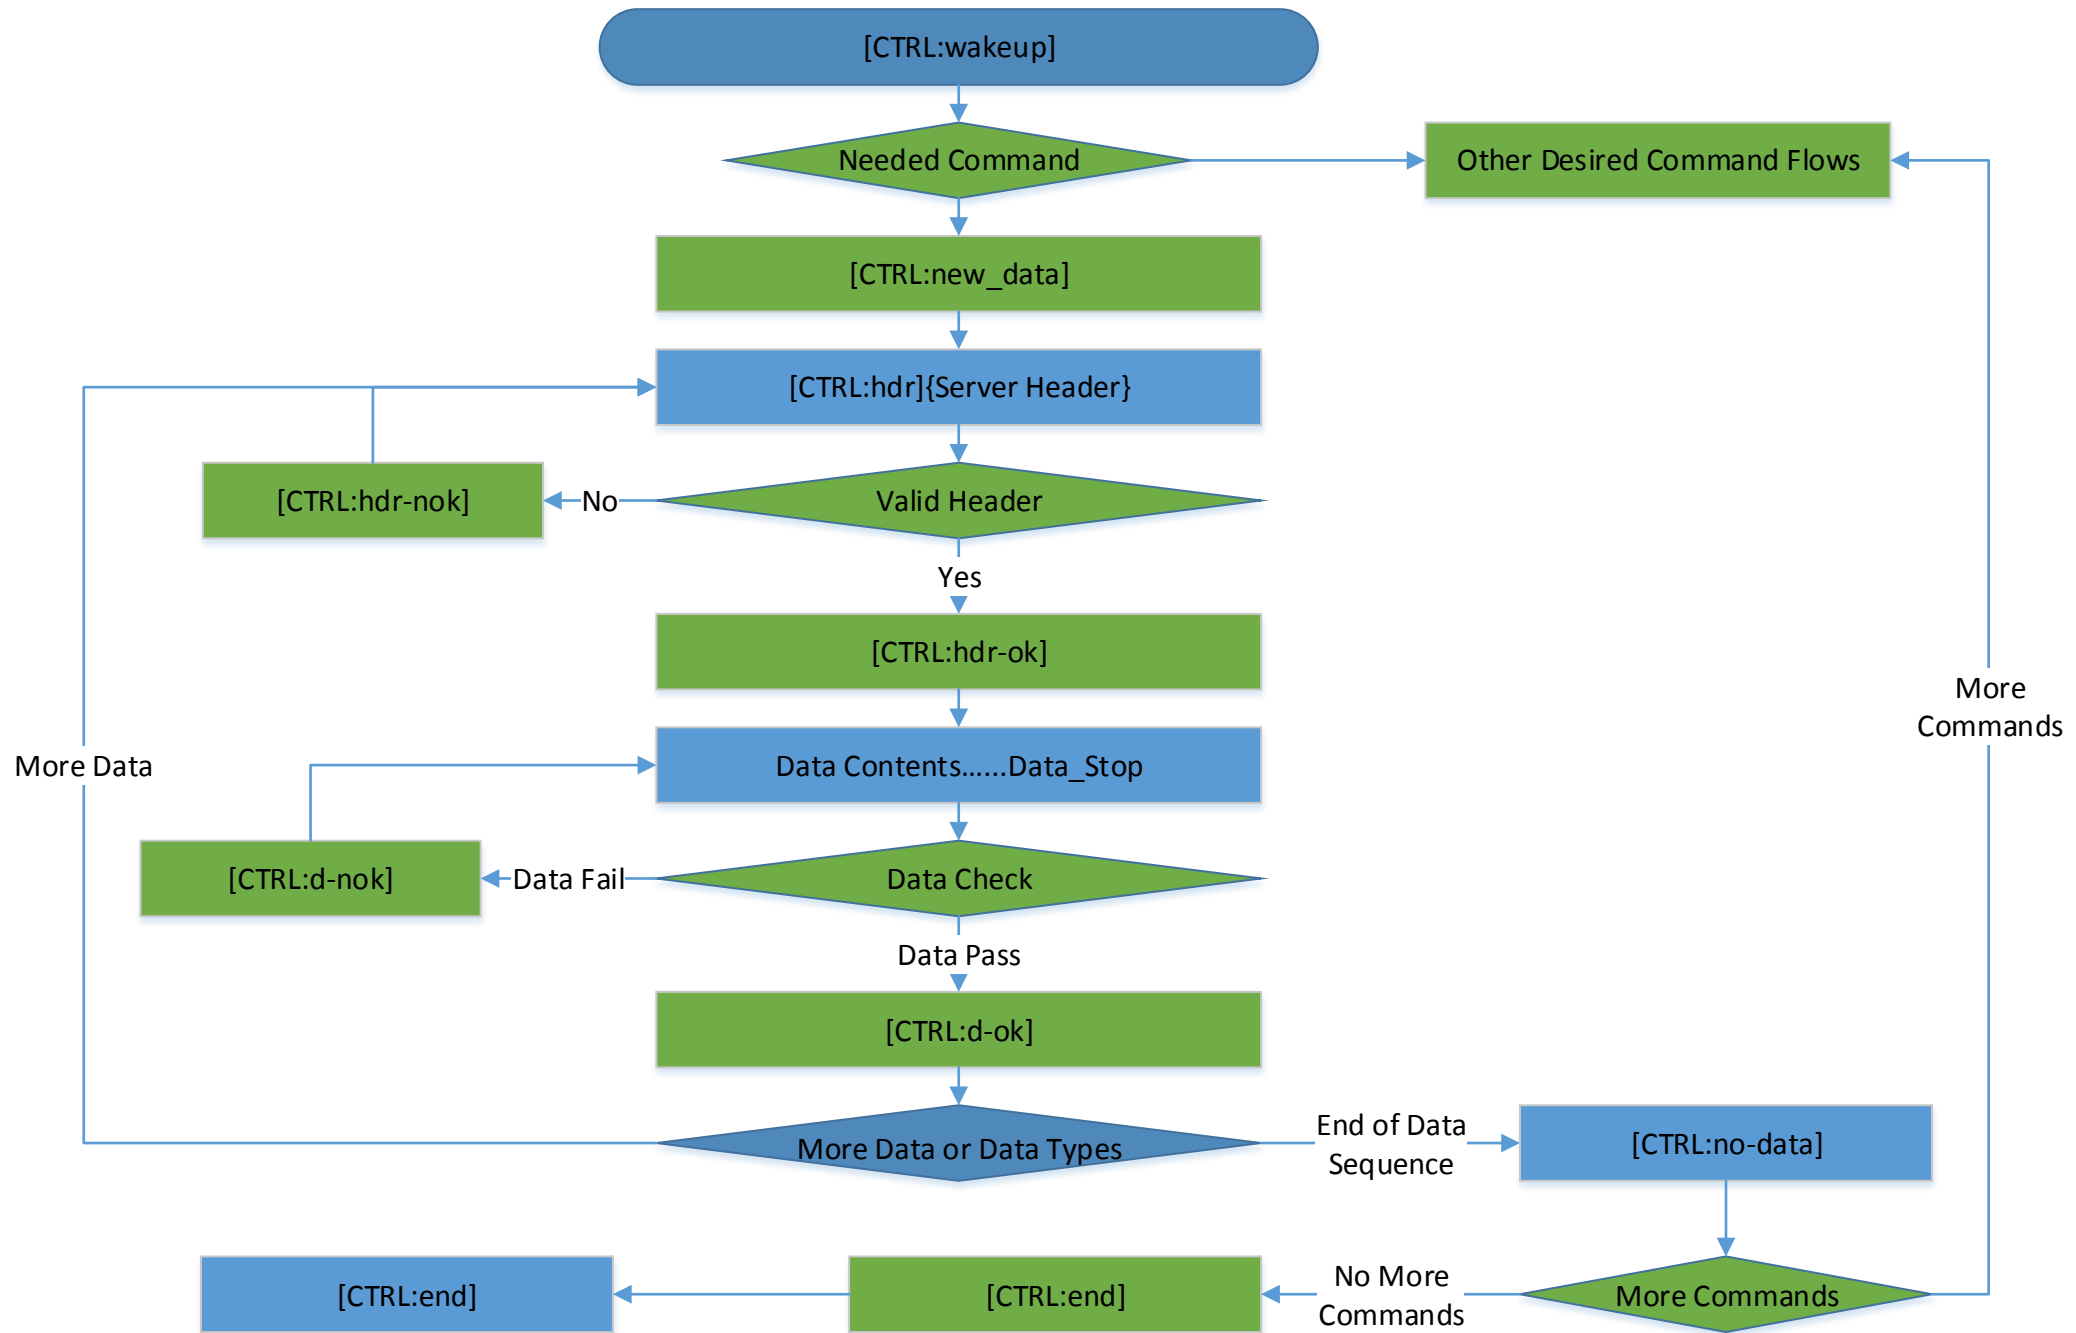 [CTRL:wakeup]
Needed Command
Other Desired Command Flows
[CTRL:new_data]
[CTRL:hdr]{Server Header}
[CTRL:hdr-nok]
No
Valid Header
Yes
[CTRL:hdr-ok]
More
Commands
More Data
Data Contents......Data_Stop
[CTRL:d-nok]
Data Fail
Data Check
Data Pass
[CTRL:d-ok]
More Data or Data Types
End of Data
Sequence
[CTRL:no-data]
[CTRL:end]
[CTRL:end]
No More
Commands
More Commands